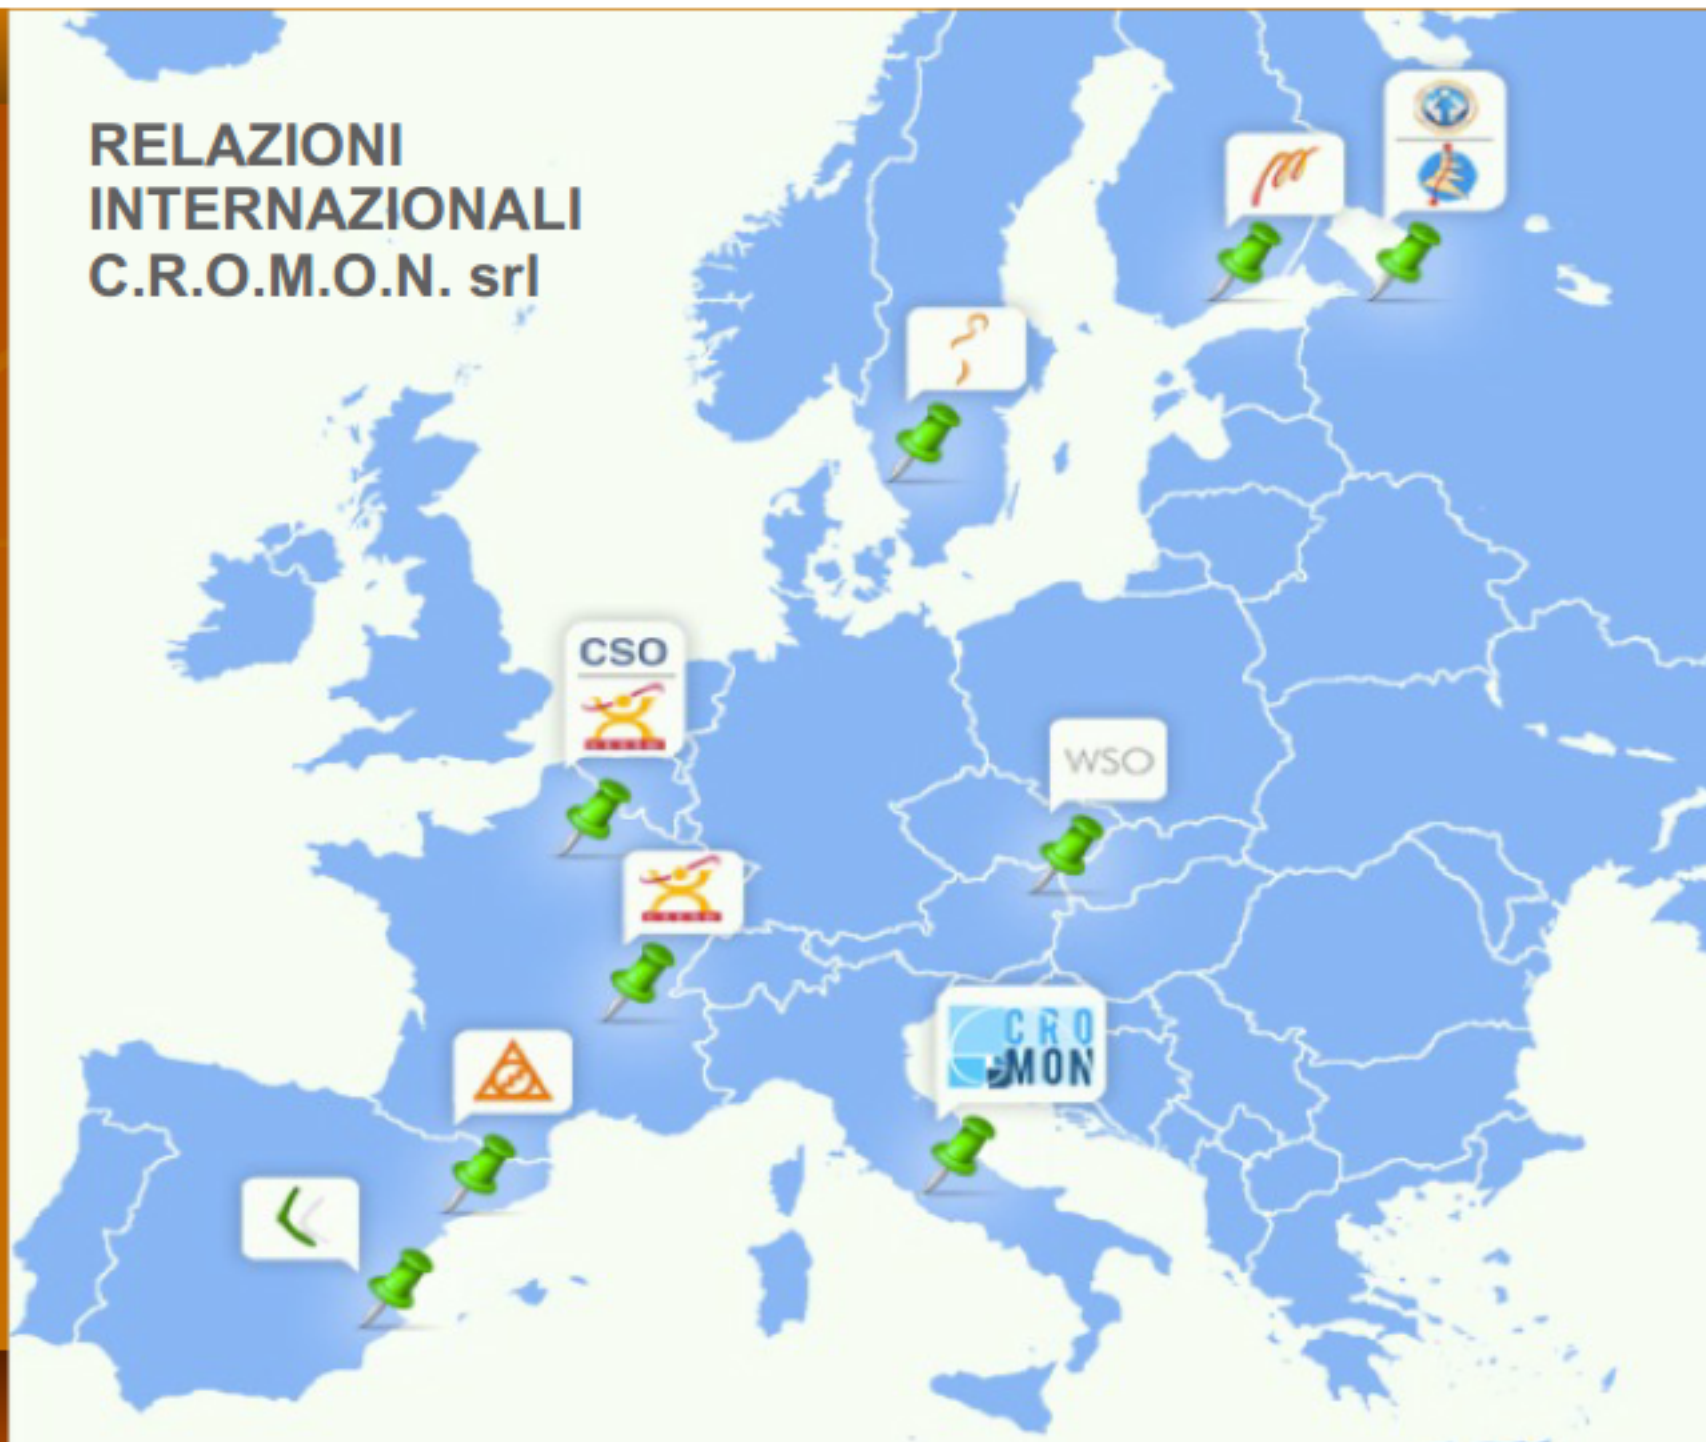 RELAZIONI
INTERNAZIONALI
C.R.O.M.O.N. srl
CSO
WSO
CRO
MON